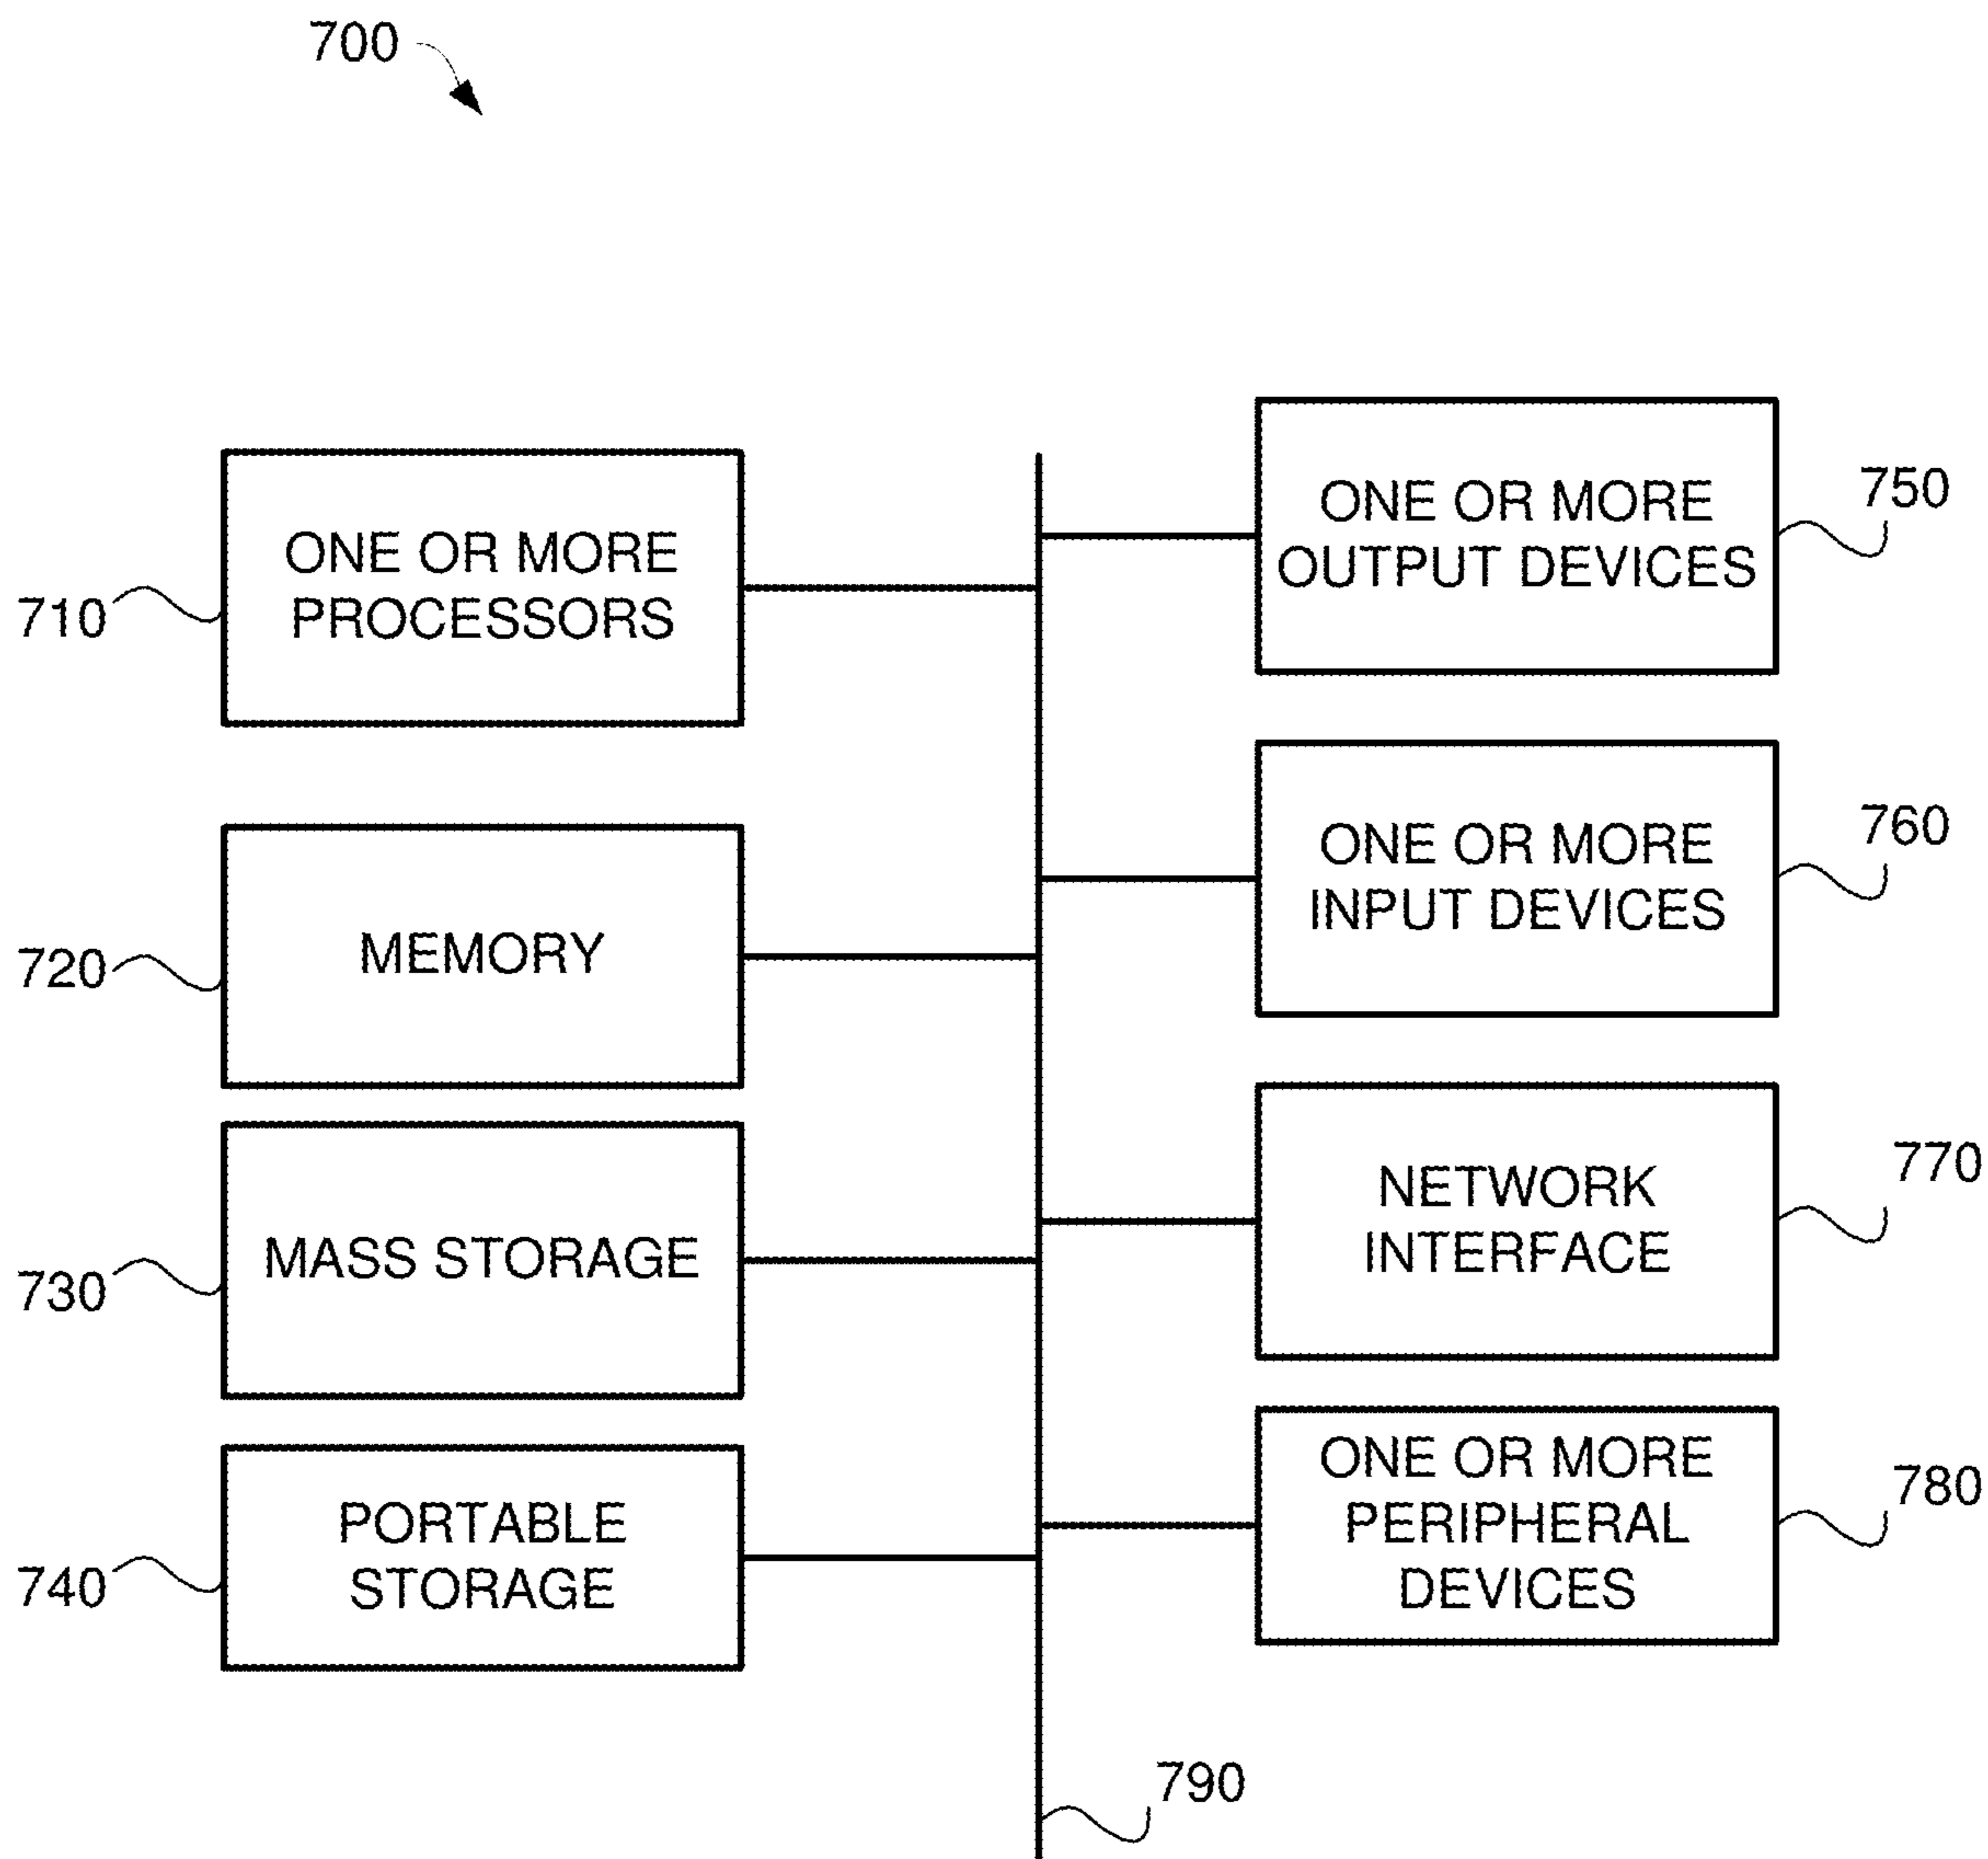 700
ONE OR MORE
PROCESSORS
710
MEMORY
720
MASS STORAGE
730
PORTABLE
STORAGE
740
ONE OR MORE
OUTPUT DEVICES
750
ONE OR MORE
INPUT DEVICES
760
NETWORK
INTERFACE
770
ONE OR MORE
PERIPHERAL
DEVICES
780
790